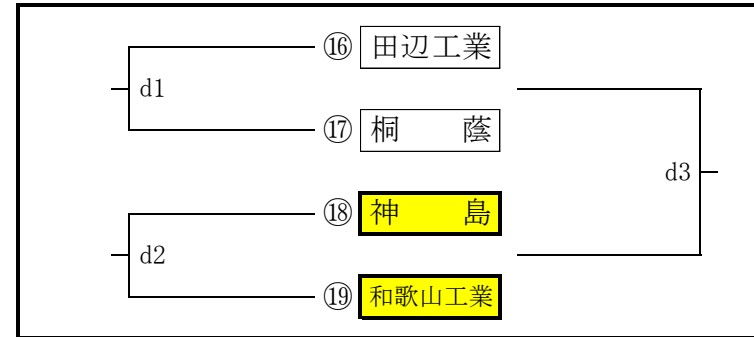 ⑯ 田辺工業
d1
⑰ 桐 蔭
d3
⑱ 神 島
d2
⑲ 和歌山工業